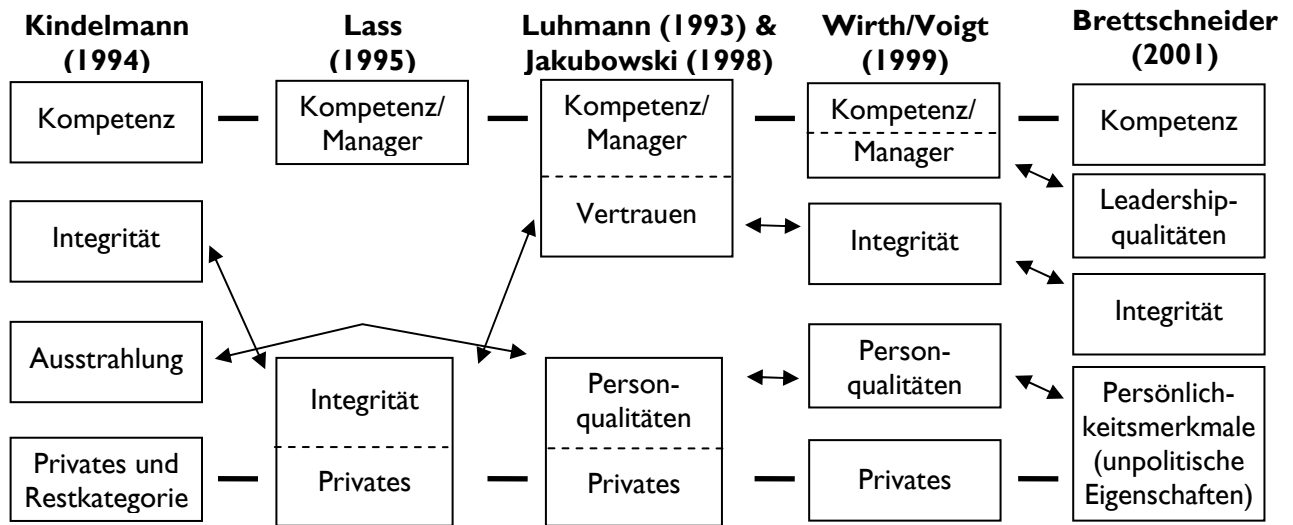 Kindelmann
(1994)
Lass
(1995)
Luhmann (1993) &
Jakubowski (1998)
Wirth/Voigt
(1999)
Brettschneider
(2001)
Kompetenz
Integrität
Ausstrahlung
Privates und
Restkategorie
Kompetenz/
Manager
Integrität
Privates
Kompetenz/
Manager
Vertrauen
Person-
qualitäten
Privates
Kompetenz/
Manager
Integrität
Person-
qualitäten
Privates
Kompetenz
Leadership-
qualitäten
Integrität
Persönlich-
keitsmerkmale
(unpolitische
Eigenschaften)